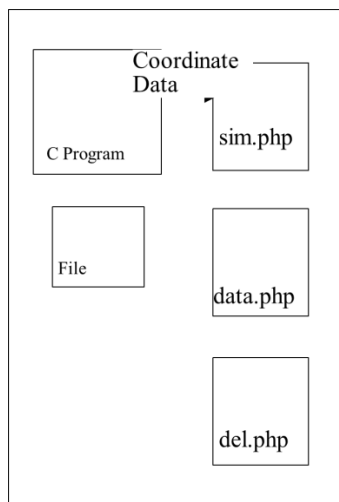 Coordinate
Data
C Program
sim.php
File
data.php
del.php